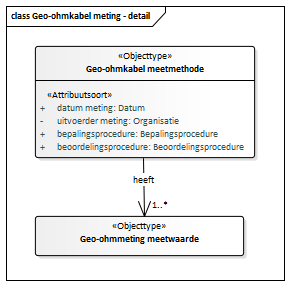 class Geo-ohmkabel meting - detail
«Objecttype»
Geo-ohmkabel meetmethode
«Attribuutsoort»
+ datum meting: Datum
- uitvoerder meting: Organisatie
+ bepalingsprocedure: Bepalingsprocedure
+ beoordelingsprocedure: Beoordelingsprocedure
heeft
1..*
«Objecttype»
Geo-ohmmeting meetwaarde